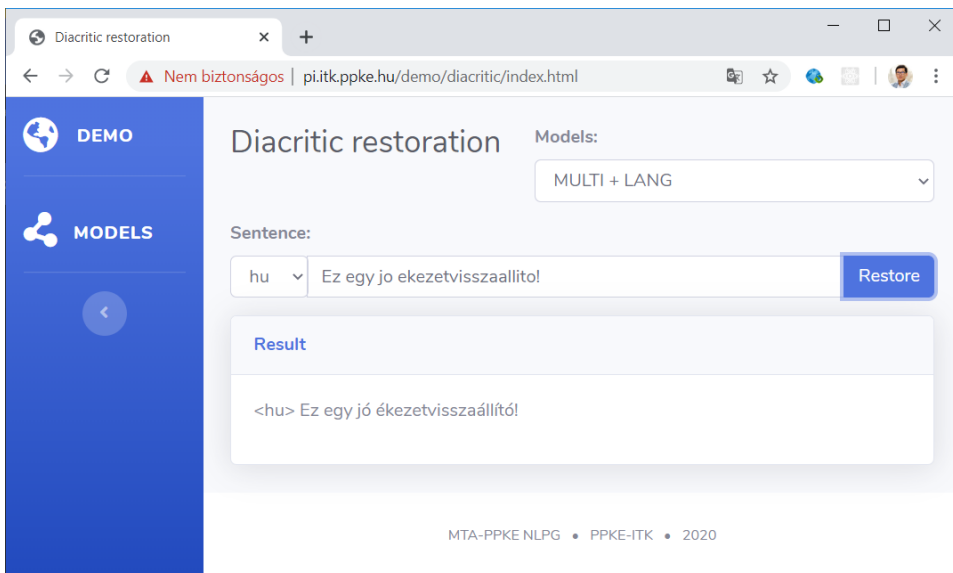 Diacritic restoration
Nem biztonságos | pi.itk.ppke.hu/demo/diacritic/index.html
DEMO
MODELS
Diacritic restoration
Models:
MULTI + LANG
Sentence:
hu Ez egy jo ekezetvisszaallito! Restore
Result
<hu> Ez egy jó ékezetvisszaállító!
MTA-PPKE NLPG • PPKE-ITK • 2020